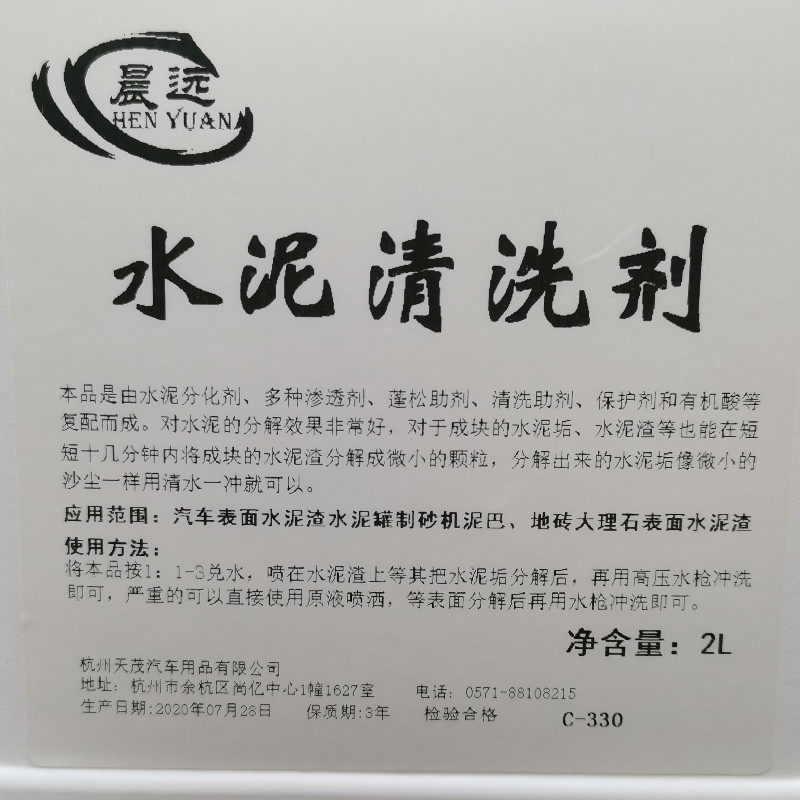 晨远
CHEN YUAN
水泥清洗剂
本品是由水泥分化剂、多种渗透剂、蓬松助剂、清洗助剂、保护剂和有机酸等
复配而成。对水泥的分解效果非常好，对于成块的水泥垢、水泥渣等也能在短
短十几分钟内将成块的水泥渣分解成微小的颗粒，分解出来的水泥垢像微小的
沙尘一样用清水一冲就可以。
应用范围：汽车表面水泥渣水泥罐制砂机泥巴、地砖大理石表面水泥渣
使用方法：
将本品按1：1-3兑水，喷在水泥渣上等其把水泥垢分解后，再用高压水枪冲洗
即可，严重的可以直接使用原液喷洒，等表面分解后再用水枪冲洗即可。
净含量：2L
杭州天茂汽车用品有限公司
地址：杭州市余杭区尚亿中心1幢1627室 电话：0571-88108215
生产日期:2020年07月28日 保质期:3年 检验合格 C-330